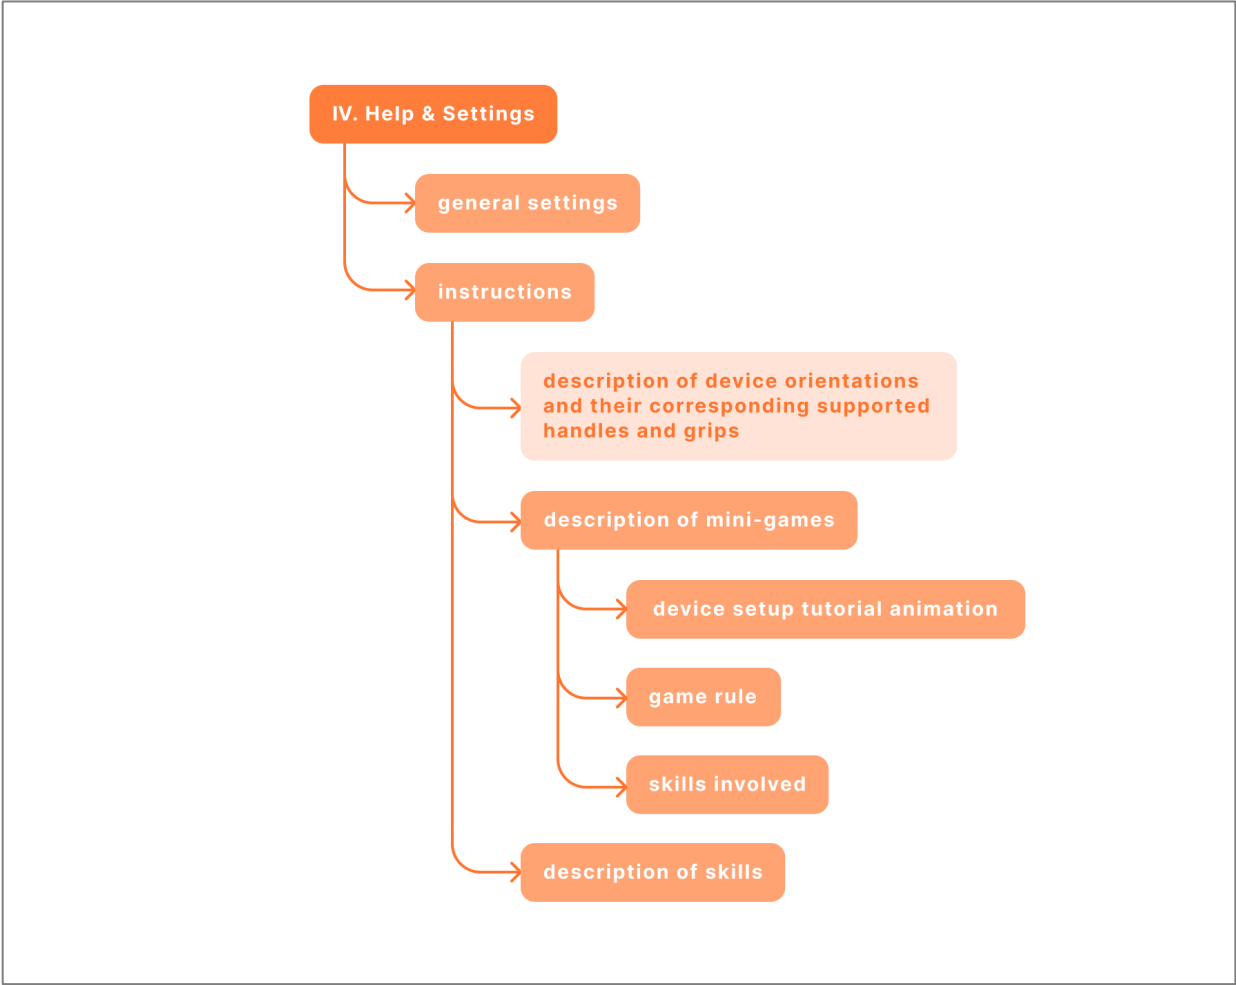 IV. Help & Settings
general settings
instructions
description of device orientations
and their corresponding supported
handles and grips
description of mini-games
device setup tutorial animation
game rule
skills involved
description of skills